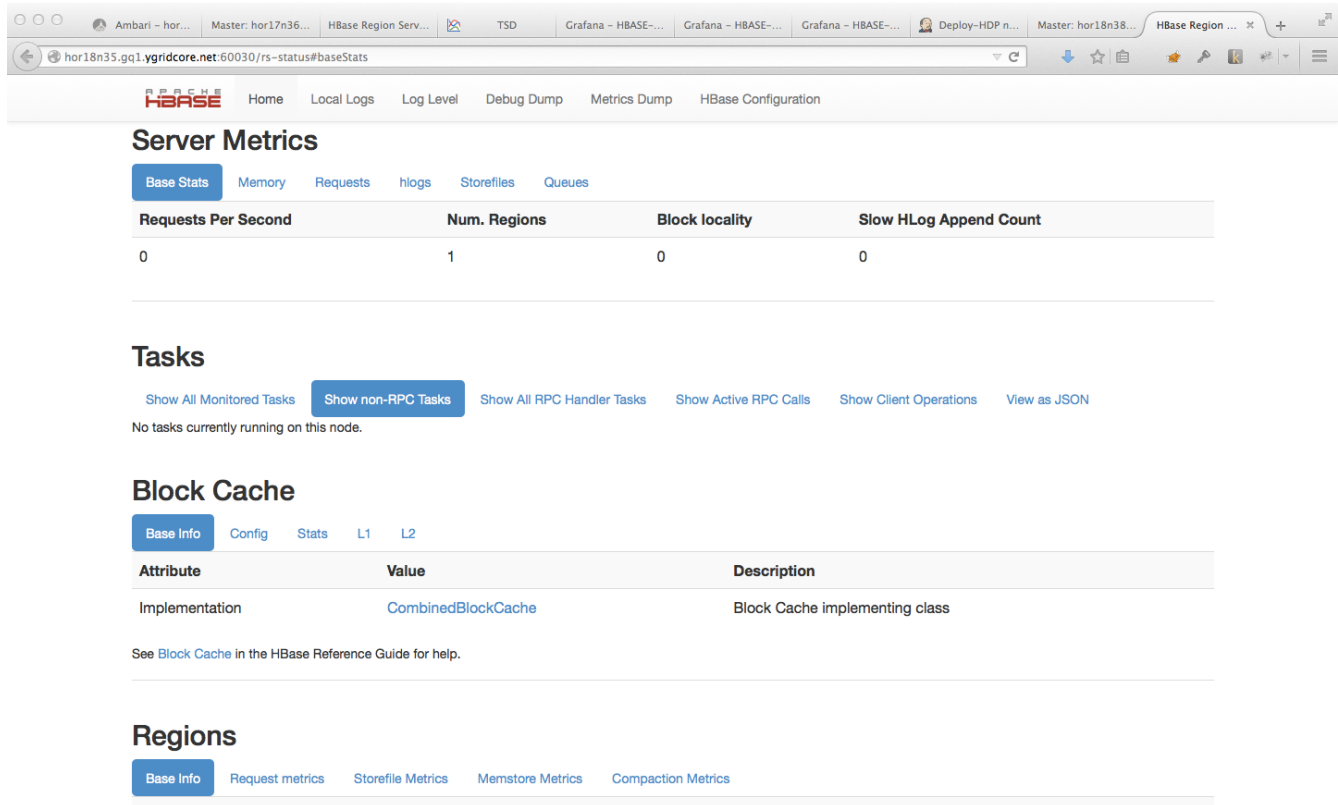 Ambari – hor... Master: hor17n36... HBase Region Serv... TSD Grafana – HBASE–... Grafana – HBASE–... Grafana – HBASE–... Deploy–HDP n... Master: hor18n38... HBase Region ...
hor18n35.gq1.ygridcore.net:60030/rs-status#baseStats
APACHE
HBASE Home Local Logs Log Level Debug Dump Metrics Dump HBase Configuration
Server Metrics
Base Stats Memory Requests hlogs Storefiles Queues
Requests Per Second Num. Regions Block locality Slow HLog Append Count
0 1 0 0
Tasks
Show All Monitored Tasks Show non-RPC Tasks Show All RPC Handler Tasks Show Active RPC Calls Show Client Operations View as JSON
No tasks currently running on this node.
Block Cache
Base Info Config Stats L1 L2
Attribute Value Description
Implementation CombinedBlockCache Block Cache implementing class
See Block Cache in the HBase Reference Guide for help.
Regions
Base Info Request metrics Storefile Metrics Memstore Metrics Compaction Metrics